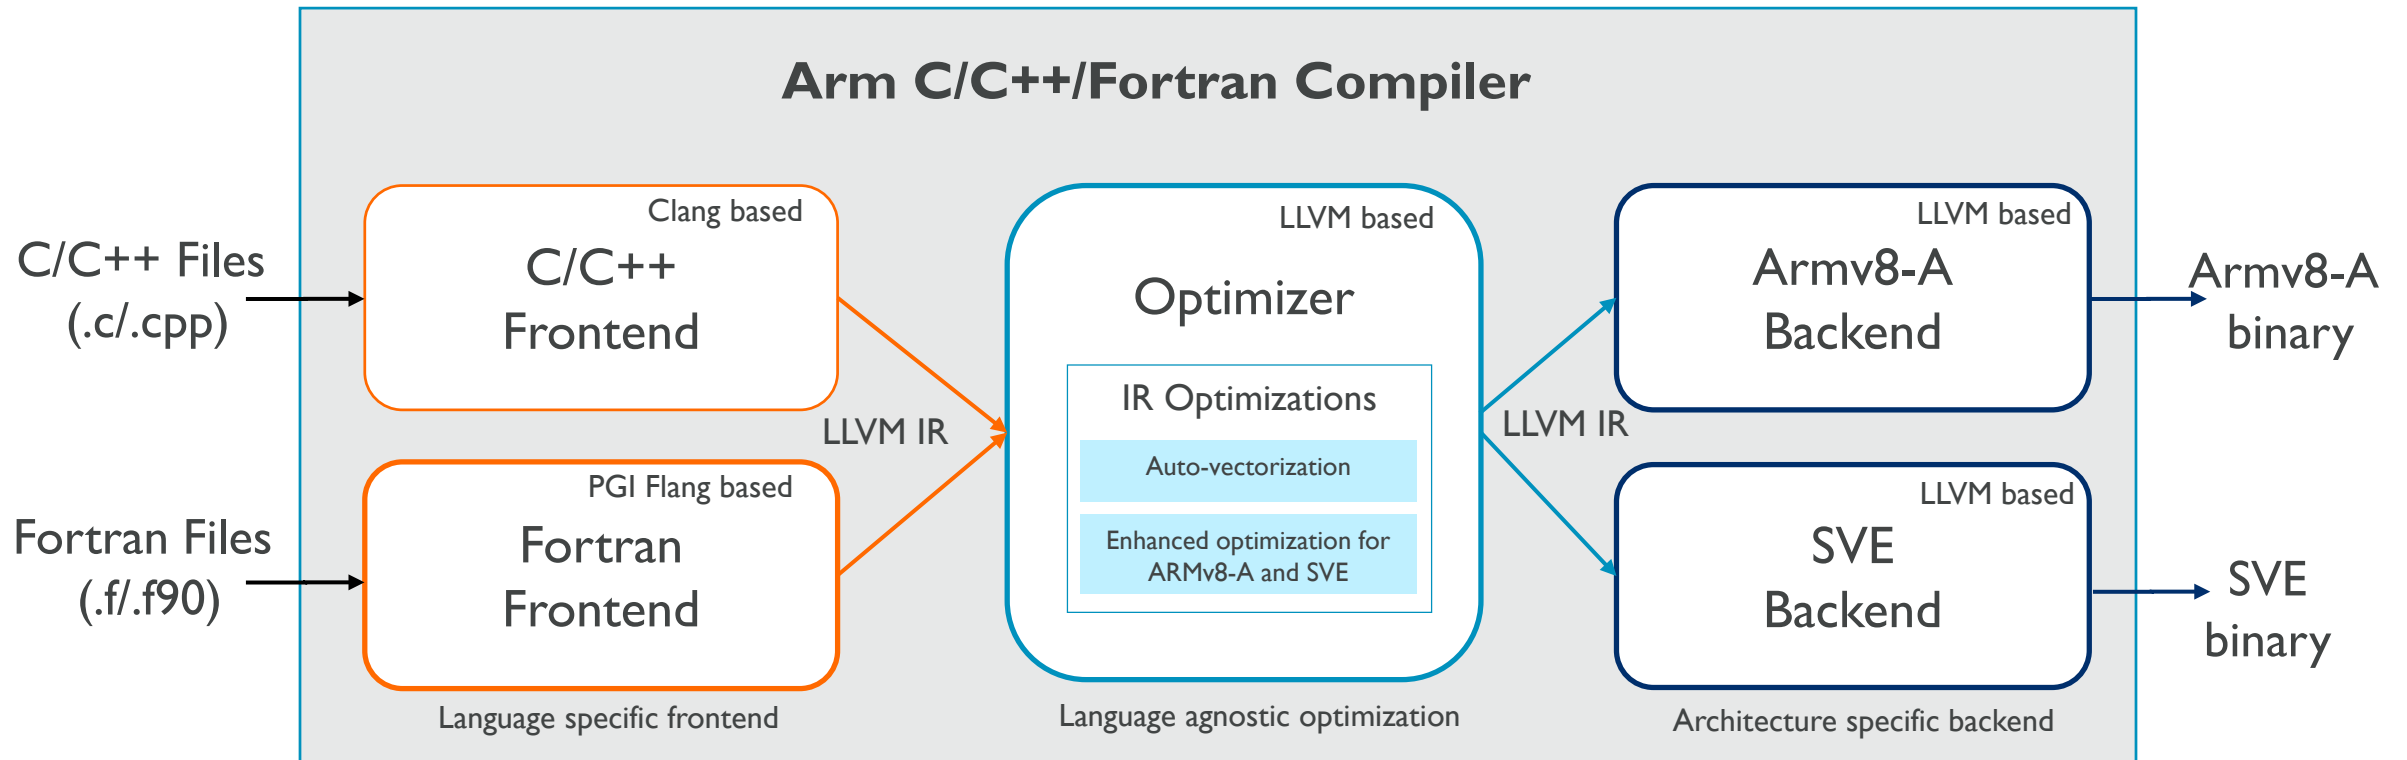 Arm C/C++/Fortran Compiler
C/C++ Files
(.c/.cpp)
Clang based
C/C++
Frontend
Fortran Files
(.f/.f90)
PGI Flang based
Fortran
Frontend
Language specific frontend
LLVM IR
LLVM based
Optimizer
IR Optimizations
Auto-vectorization
Enhanced optimization for
ARMv8-A and SVE
Language agnostic optimization
LLVM IR
LLVM based
Armv8-A
Backend
LLVM based
SVE
Backend
Architecture specific backend
Armv8-A
binary
SVE
binary